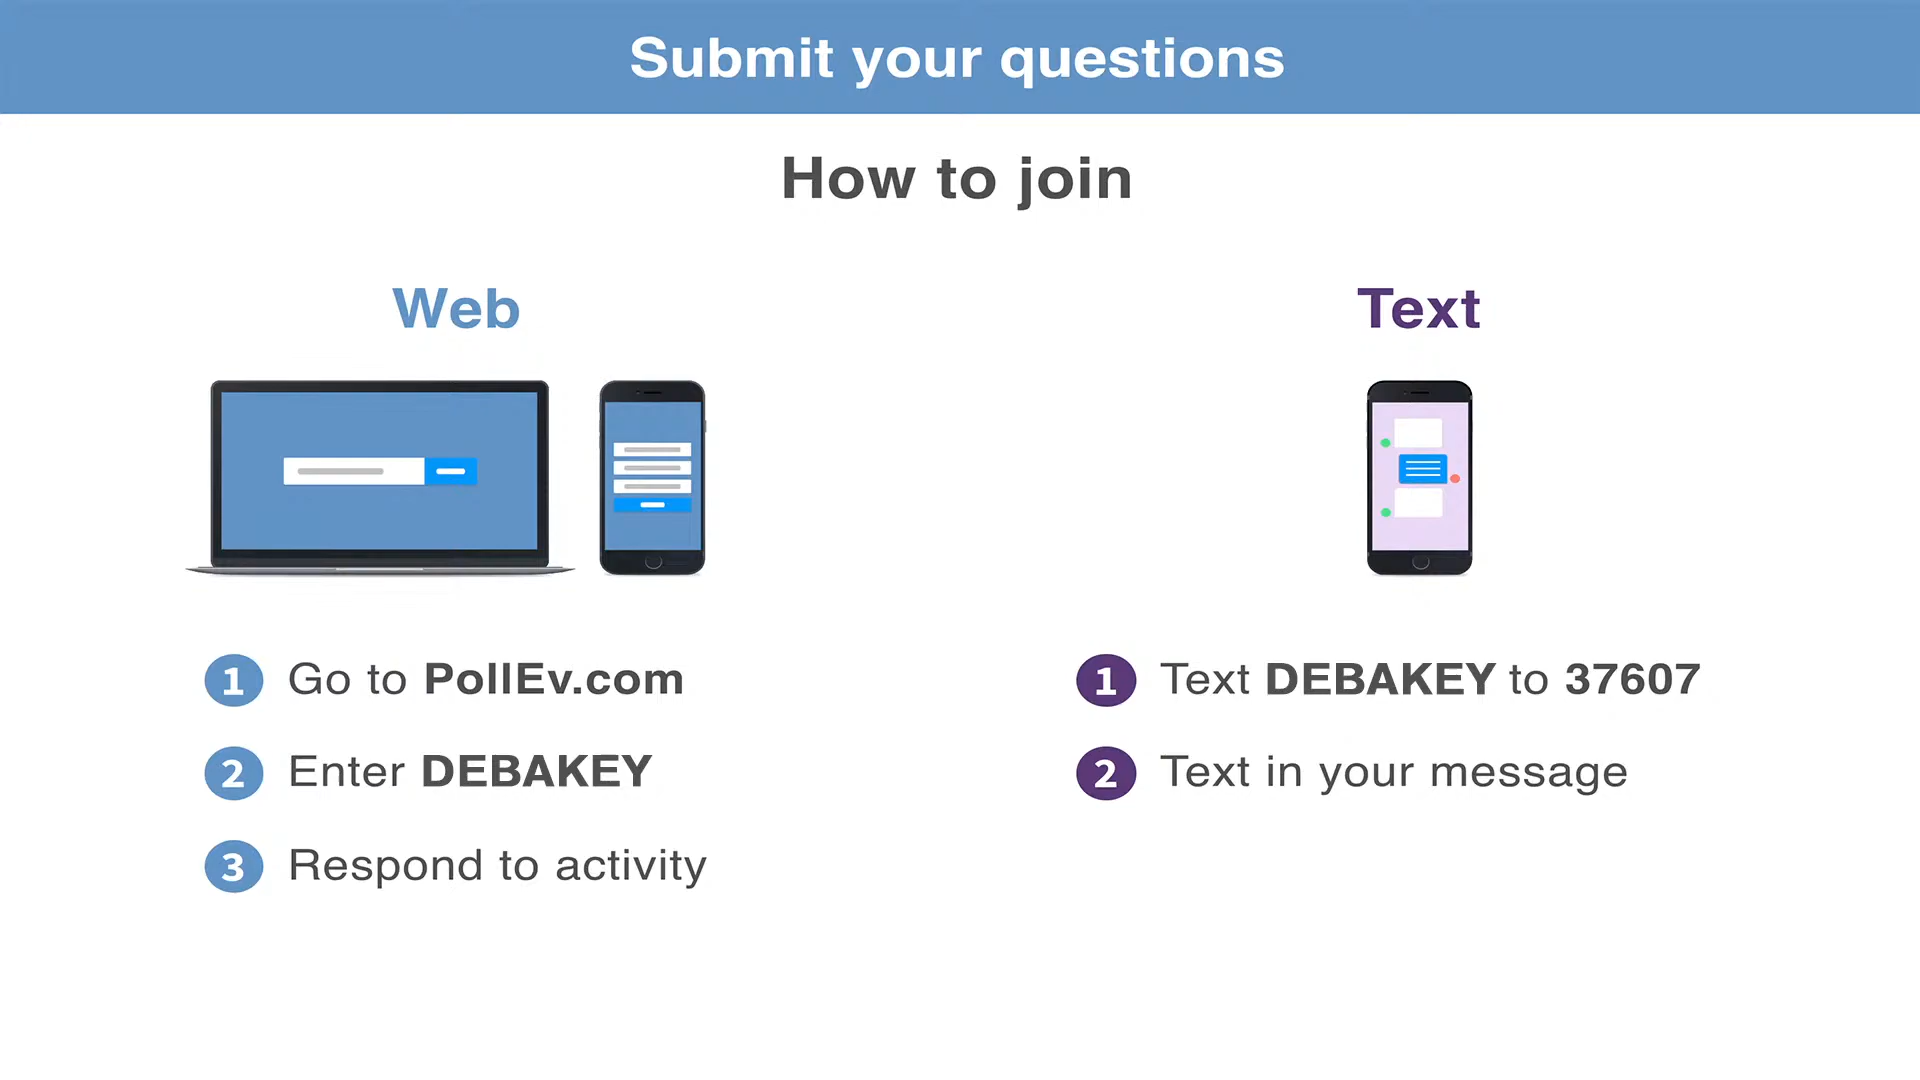 Submit your questions
How to join
Web
1 Go to PollEv.com
2 Enter DEBAKEY
3 Respond to activity
Text
1 Text DEBAKEY to 37607
2 Text in your message